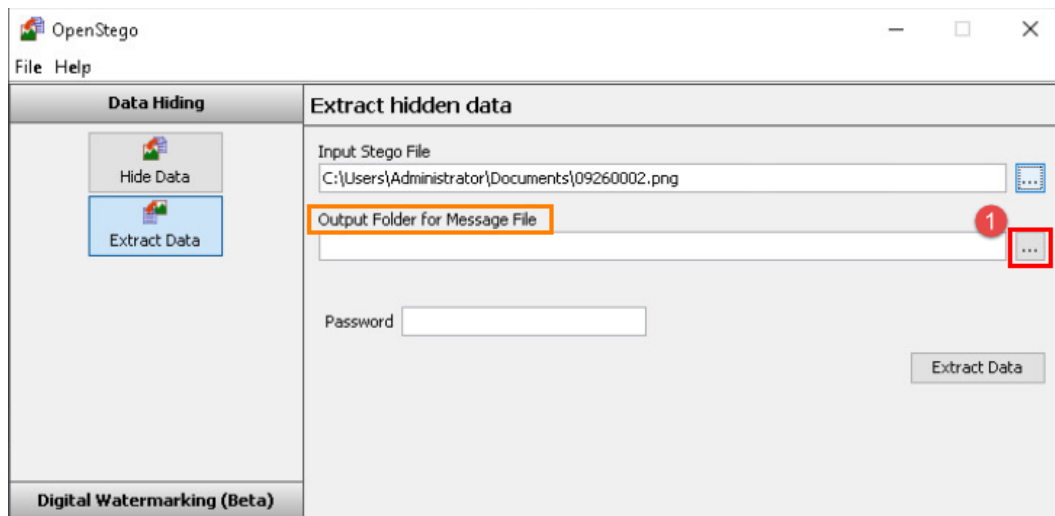 OpenStego
File Help
Data Hiding
Hide Data
Extract Data
Digital Watermarking (Beta)
Extract hidden data
Input Stego File
C:\Users\Administrator\Documents\09260002.png
...
Output Folder for Message File
1
...
Password
Extract Data